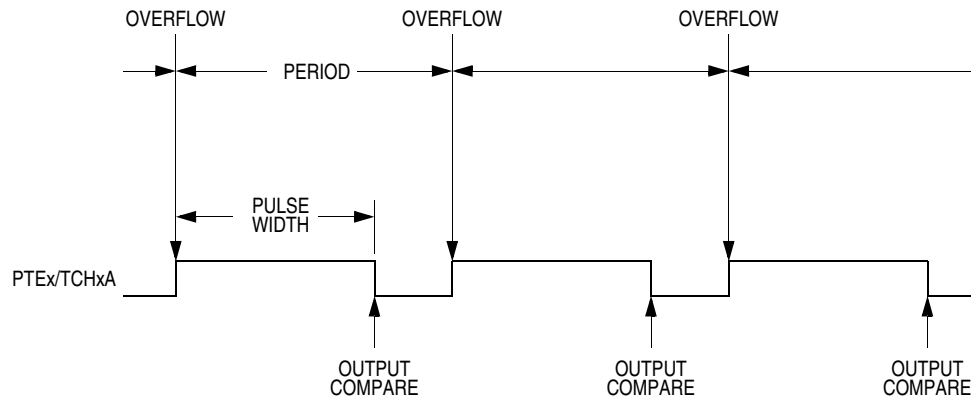 OVERFLOW OVERFLOW OVERFLOW
PERIOD
PULSE
WIDTH
PTEx/TCHxA
OUTPUT
COMPARE
OUTPUT
COMPARE
OUTPUT
COMPARE